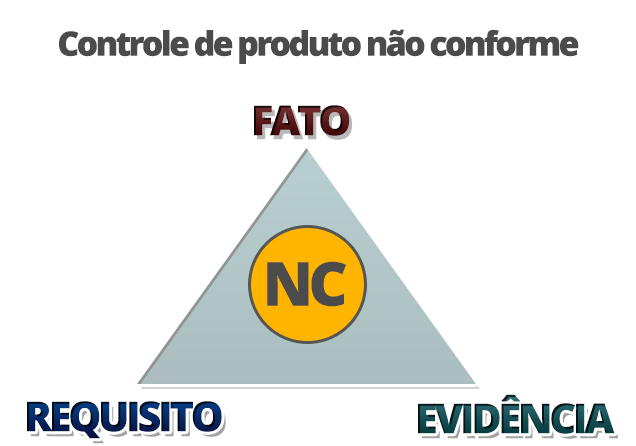 Controle de produto não conforme
FATO
NC
REQUISITO
EVIDÊNCIA